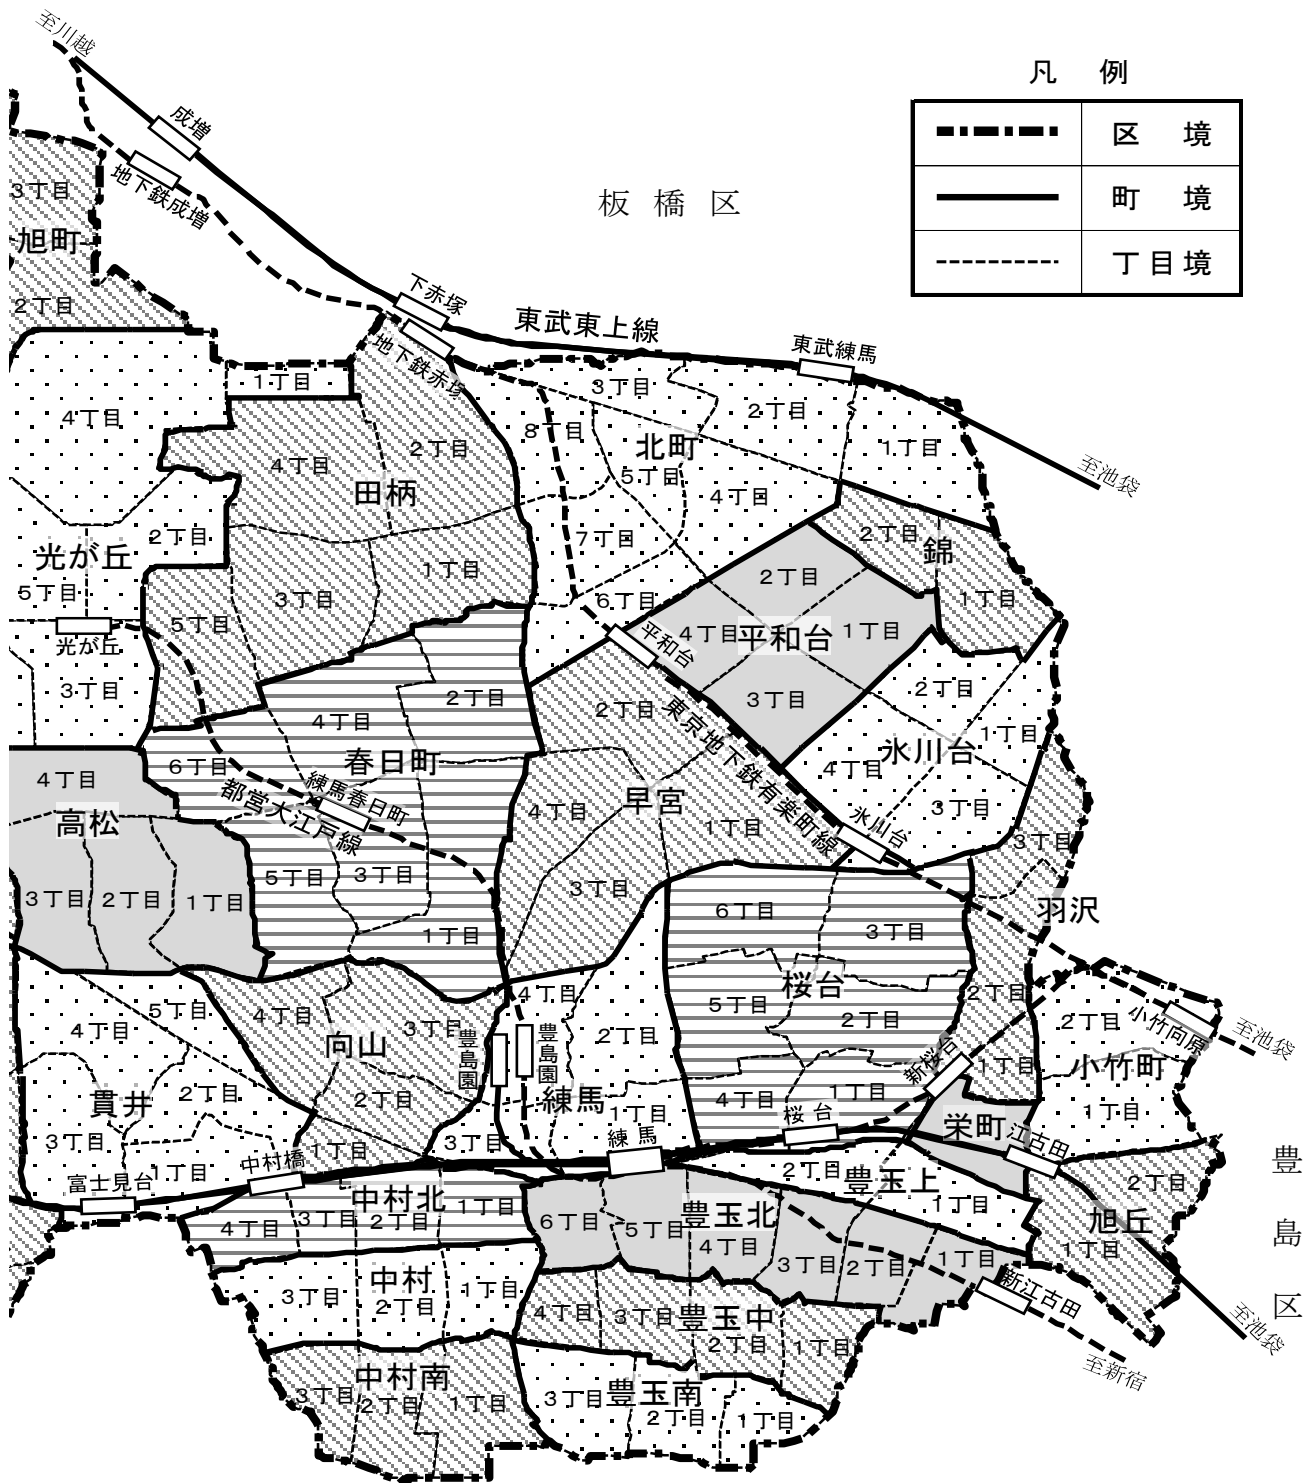 至川越
成増
地下鉄成増
凡　例
区　境
町　境
丁目境
板橋区
3丁目
旭町
2丁目
下赤塚
東武東上線
東武練馬
地下鉄赤塚
至池袋
1丁目
4丁目
光が丘
2丁目
5丁目
光が丘
3丁目
4丁目
2丁目
田柄
3丁目
1丁目
5丁目
3丁目
2丁目
8丁目
北町
5丁目
1丁目
4丁目
7丁目
6丁目
2丁目
錦
1丁目
2丁目
4丁目
平和台
1丁目
3丁目
平和台
東京地下鉄有楽町線
2丁目
1丁目
氷川台
4丁目
3丁目
氷川台
2丁目
4丁目
春日町
6丁目
練馬春日町
都営大江戸線
5丁目
3丁目
1丁目
2丁目
4丁目
早宮
1丁目
3丁目
4丁目
高松
3丁目
2丁目
1丁目
3丁目
羽沢
2丁目
1丁目
6丁目
3丁目
桜台
5丁目
2丁目
4丁目
1丁目
新桜台
桜台
5丁目
4丁目
貫井
2丁目
3丁目
1丁目
富士見台
中村橋
4丁目
3丁目
向山
2丁目
1丁目
豊島園
豊島園
4丁目
2丁目
練馬
1丁目
3丁目
練馬
2丁目
小竹向原
至池袋
小竹町
1丁目
栄町
江古田
2丁目
豊玉上
1丁目
2丁目
旭丘
1丁目
豊島区
至池袋
中村北
1丁目
3丁目
2丁目
4丁目
6丁目
5丁目
豊玉北
4丁目
3丁目
2丁目
1丁目
新江古田
至新宿
中村
1丁目
3丁目
2丁目
4丁目
3丁目
豊玉中
2丁目
1丁目
中村南
3丁目
2丁目
1丁目
豊玉南
3丁目
2丁目
1丁目